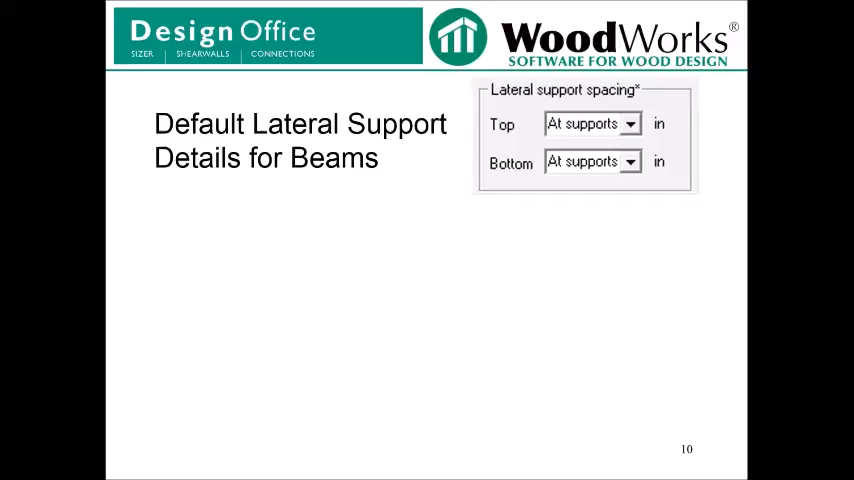 Design Office
SIZER | SHEARWALLS | CONNECTIONS
WoodWorks®
SOFTWARE FOR WOOD DESIGN
Default Lateral Support
Details for Beams
Lateral support spacing*
Top At supports in
Bottom At supports in
10